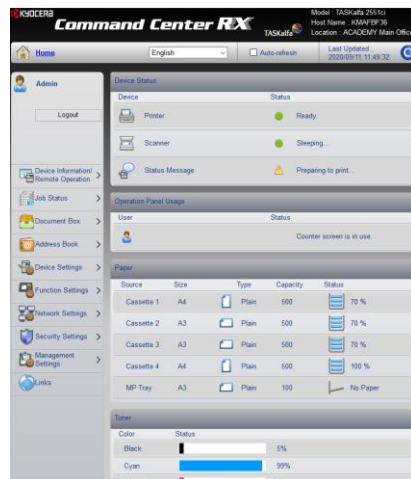 KYOCERA
Command Center RX
TASKalfa
Model : TASKalfa 2551ci
Host Name : KMAFBF36
Location : ACADEMY Main Office
Home
English
Auto-refresh
Last Updated :
2020/09/11 11:49:32
Admin
Logout
Device Information/
Remote Operation
Job Status
Document Box
Address Book
Device Settings
Function Settings
Network Settings
Security Settings
Management
Settings
Links
Device Status
Device Status
Printer Ready.
Scanner Sleeping...
Status Message Preparing to print...
Operation Panel Usage
User Status
Counter screen is in use.
Paper
Source Size Type Capacity Status
Cassette 1 A4 Plain 500 70 %
Cassette 2 A3 Plain 500 70 %
Cassette 3 A3 Plain 500 70 %
Cassette 4 A4 Plain 500 100 %
MP Tray A3 Plain 100 No Paper
Toner
Color Status
Black 5%
Cyan 99%